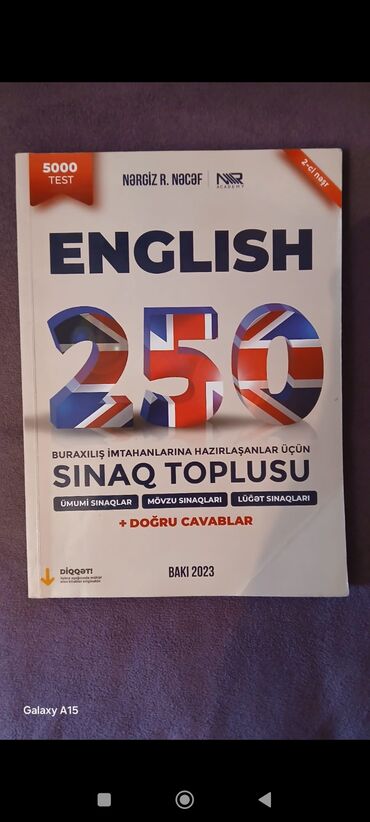 5000
TEST
NƏRGİZ R. NƏCƏF
NR
ACADEMY
2-ci nəşr
ENGLISH
250
BURAXILIŞ İMTAHANLARINA HAZIRLAŞANLAR ÜÇÜN
SINAQ TOPLUSU
ÜMUMİ SINAQLAR
MÖVZU SINAQLARI
LÜĞƏT SINAQLARI
+ DOĞRU CAVABLAR
DİQQƏT!
BAKI 2023
Galaxy A15